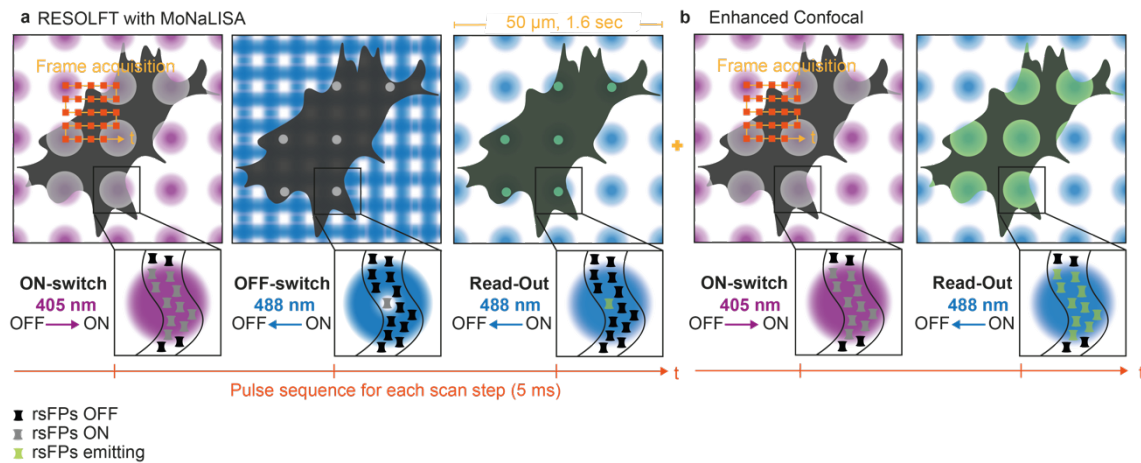 a RESOLFT with MoNaLISA
50 µm, 1.6 sec
b Enhanced Confocal
Frame acquisition
t
Frame acquisition
t
+
ON-switch
405 nm
OFF → ON
OFF-switch
488 nm
OFF ← ON
Read-Out
488 nm
OFF ← ON
ON-switch
405 nm
OFF → ON
Read-Out
488 nm
OFF ← ON
t
t
Pulse sequence for each scan step (5 ms)
rsFPs OFF
rsFPs ON
rsFPs emitting